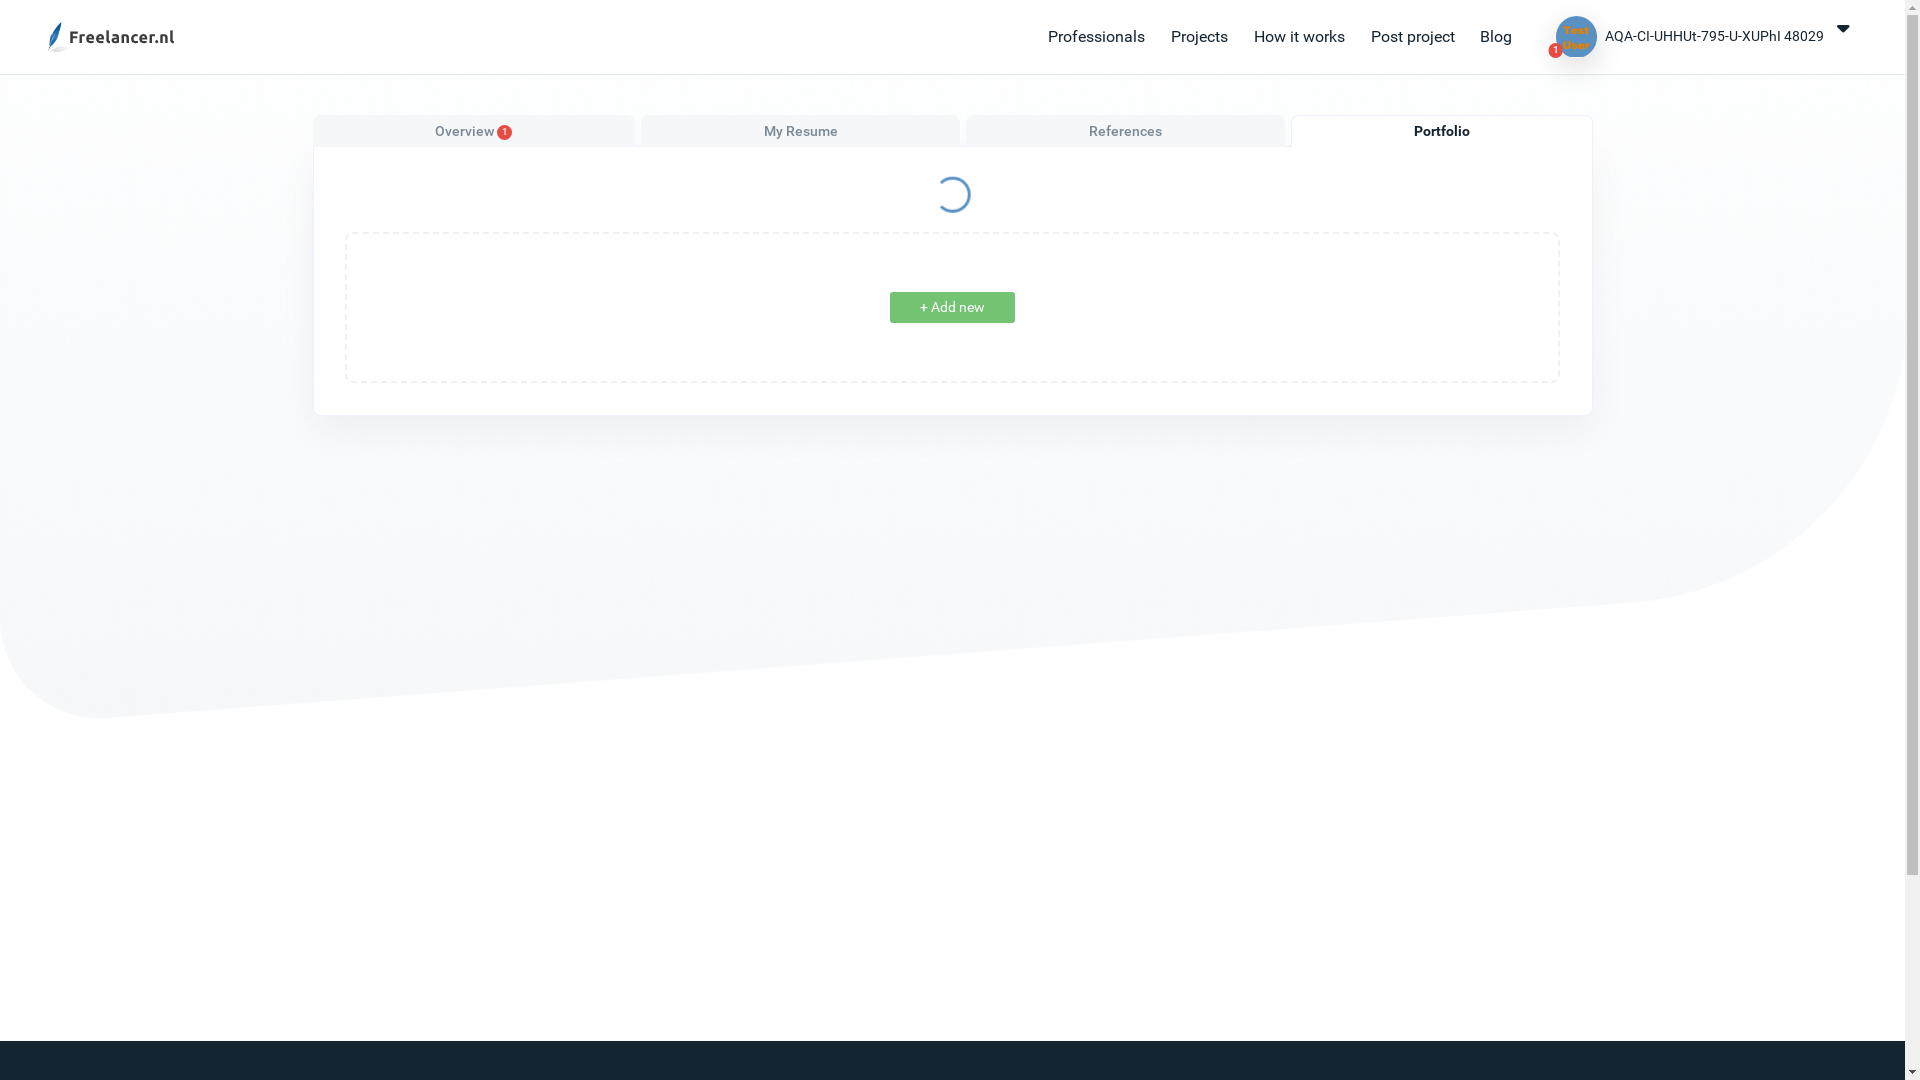 Freelancer.nl
Professionals Projects How it works Post project Blog
Test
User
1
AQA-CI-UHHUt-795-U-XUPhI 48029
Overview 1 My Resume References Portfolio
+ Add new